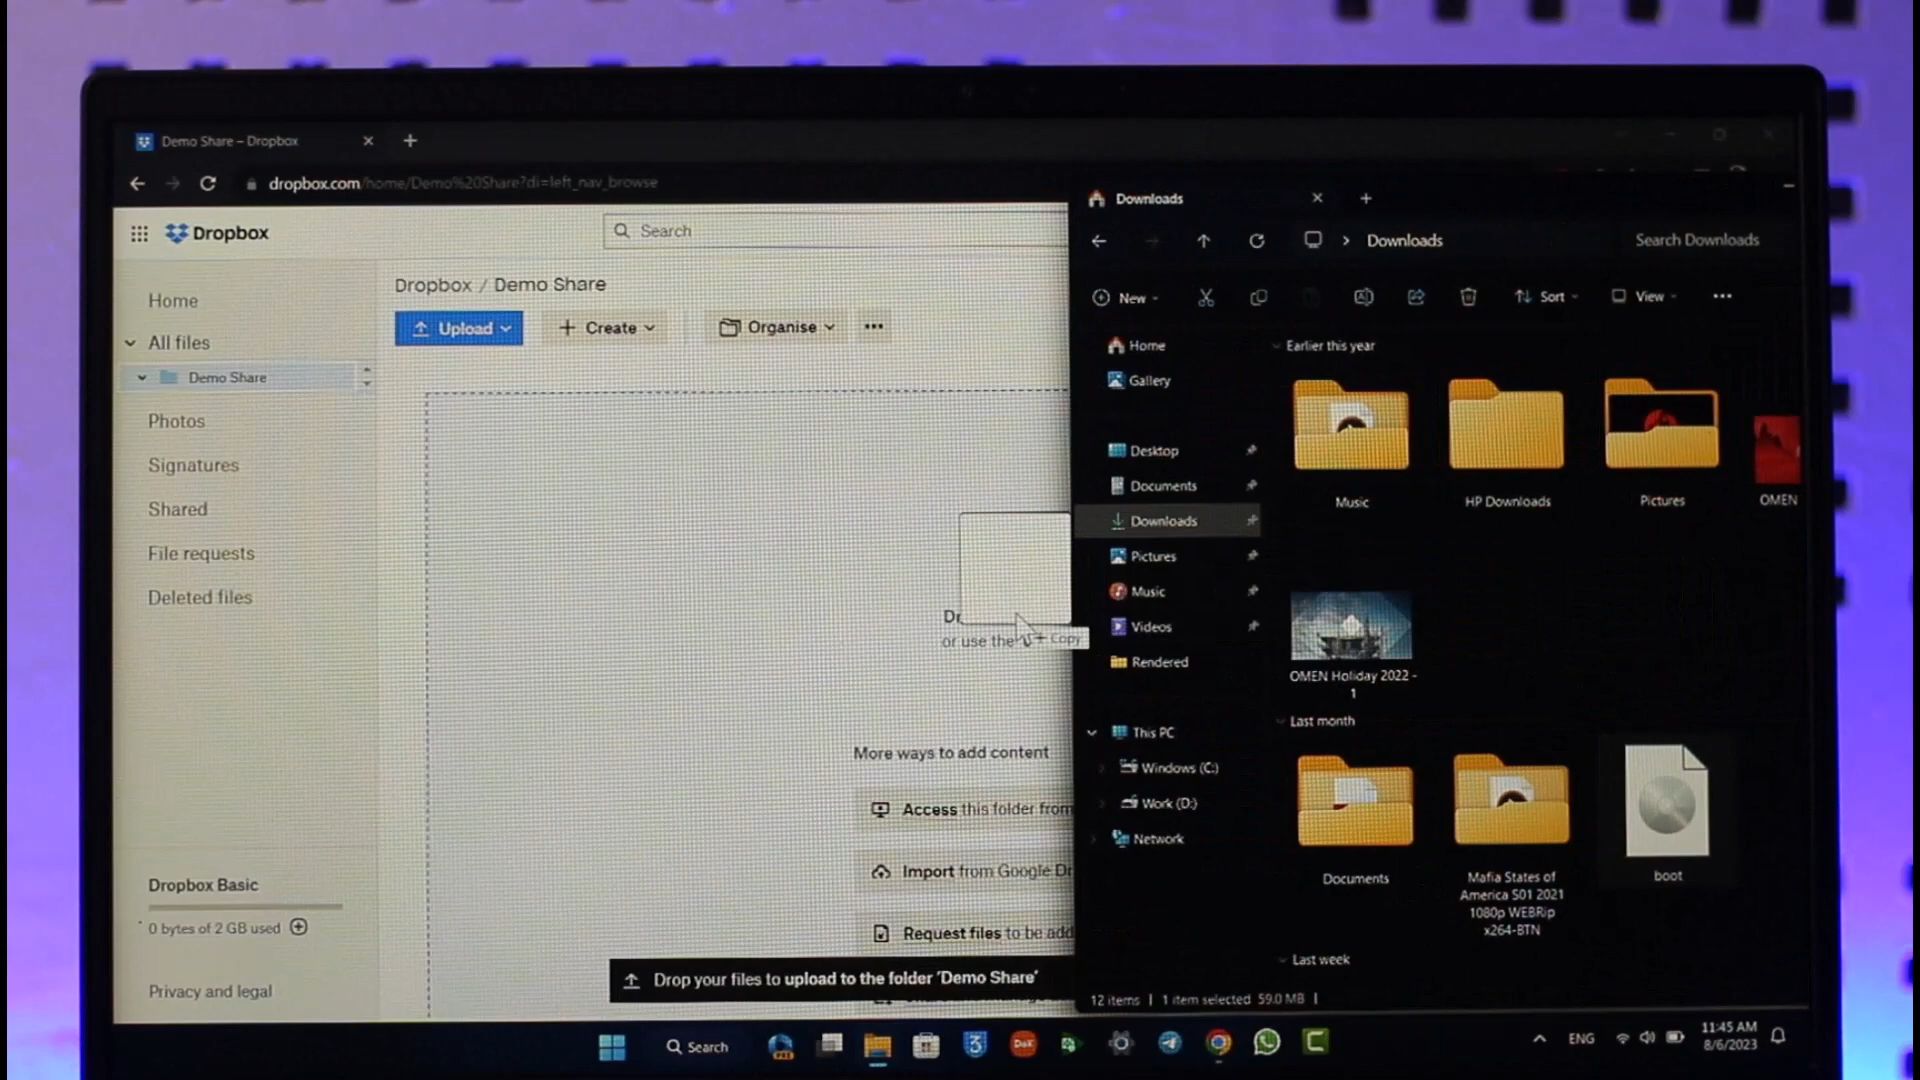 Demo Share – Dropbox
dropbox.com/home/Demo%20Share?di=left_nav_browse
Dropbox
Search
Home
All files
Demo Share
Photos
Signatures
Shared
File requests
Deleted files
Dropbox Basic
0 bytes of 2 GB used
Privacy and legal
Dropbox / Demo Share
Upload
Create
Organise
or use the
+ Copy
More ways to add content
Access this folder from
Import from Google Dr
Request files to be add
Drop your files to upload to the folder 'Demo Share'
Downloads
Downloads
Search Downloads
New
Sort
View
Home
Gallery
Desktop
Documents
Downloads
Pictures
Music
Videos
Rendered
This PC
Windows (C:)
Work (D:)
Network
Earlier this year
Music
HP Downloads
Pictures
OMEN
OMEN Holiday 2022 -
1
Last month
Documents
Mafia States of
America S01 2021
1080p WEBRip
x264-BTN
boot
Last week
12 items
1 item selected 59.0 MB
Search
ENG
11:45 AM
8/6/2023